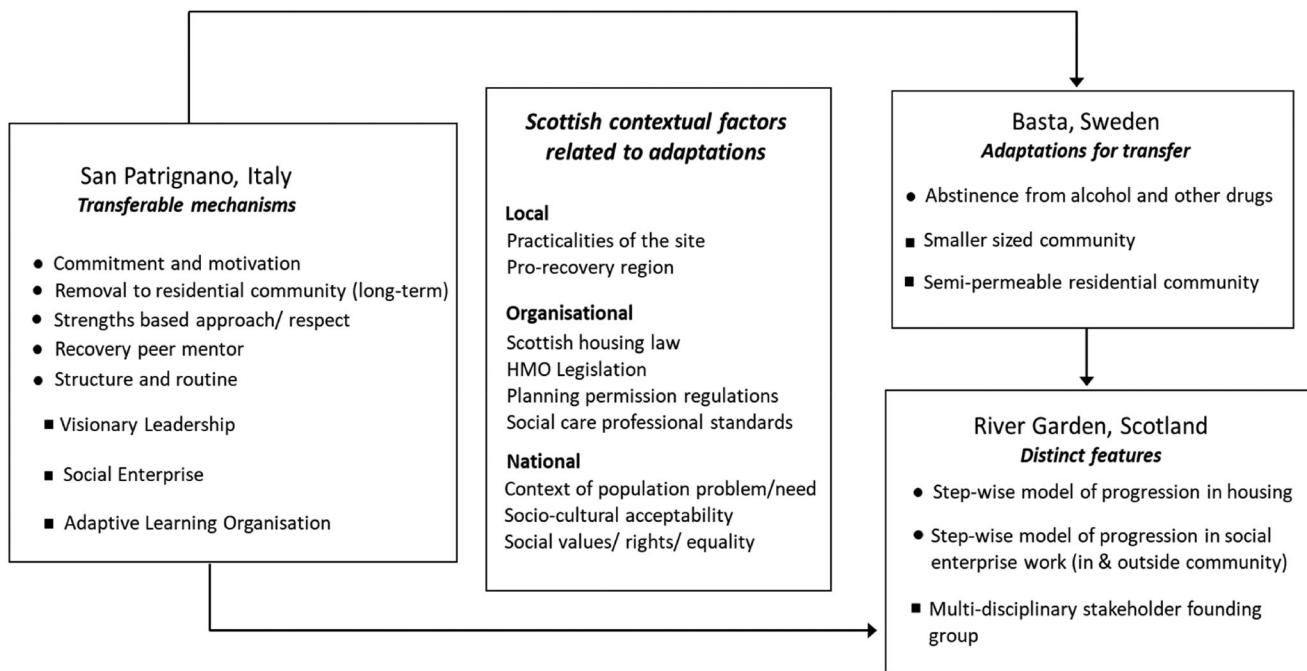 San Patrignano, Italy
Transferable mechanisms
● Commitment and motivation
● Removal to residential community (long-term)
● Strengths based approach/ respect
● Recovery peer mentor
● Structure and routine
■ Visionary Leadership
■ Social Enterprise
■ Adaptive Learning Organisation
Scottish contextual factors
related to adaptations
Local
Practicalities of the site
Pro-recovery region
Organisational
Scottish housing law
HMO Legislation
Planning permission regulations
Social care professional standards
National
Context of population problem/need
Socio-cultural acceptability
Social values/ rights/ equality
Basta, Sweden
Adaptations for transfer
● Abstinence from alcohol and other drugs
■ Smaller sized community
■ Semi-permeable residential community
River Garden, Scotland
Distinct features
● Step-wise model of progression in housing
● Step-wise model of progression in social
enterprise work (in & outside community)
■ Multi-disciplinary stakeholder founding
group